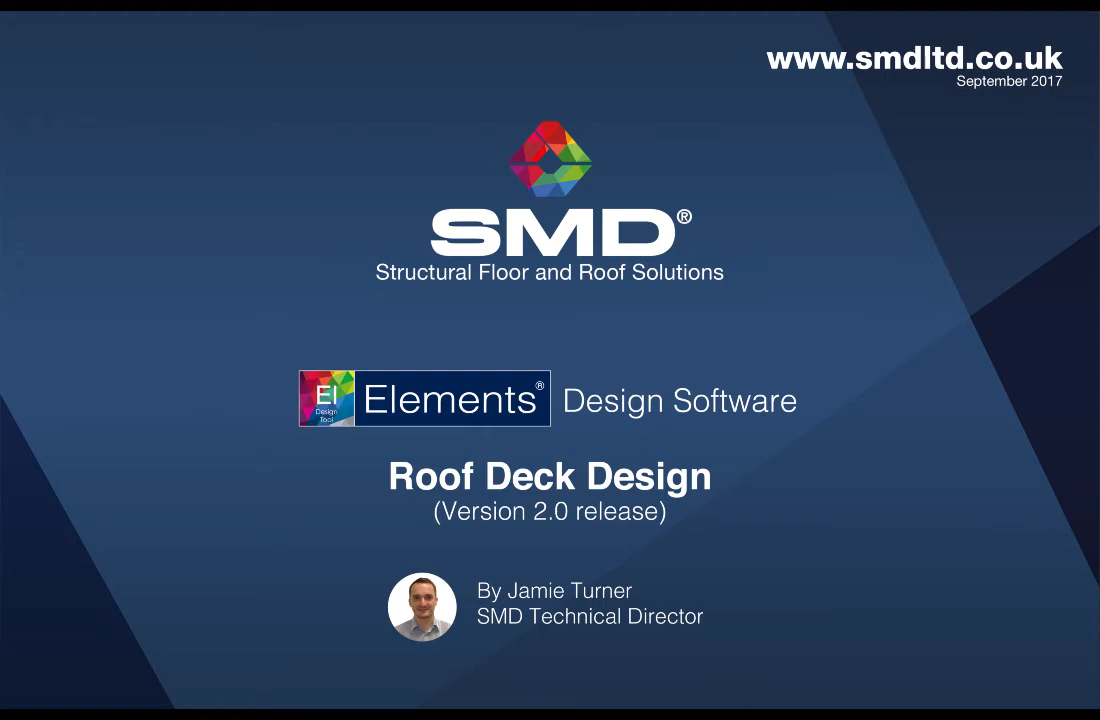 www.smdltd.co.uk
September 2017
SMD®
Structural Floor and Roof Solutions
El
Design
Tool
Elements® Design Software
Roof Deck Design
(Version 2.0 release)
By Jamie Turner
SMD Technical Director